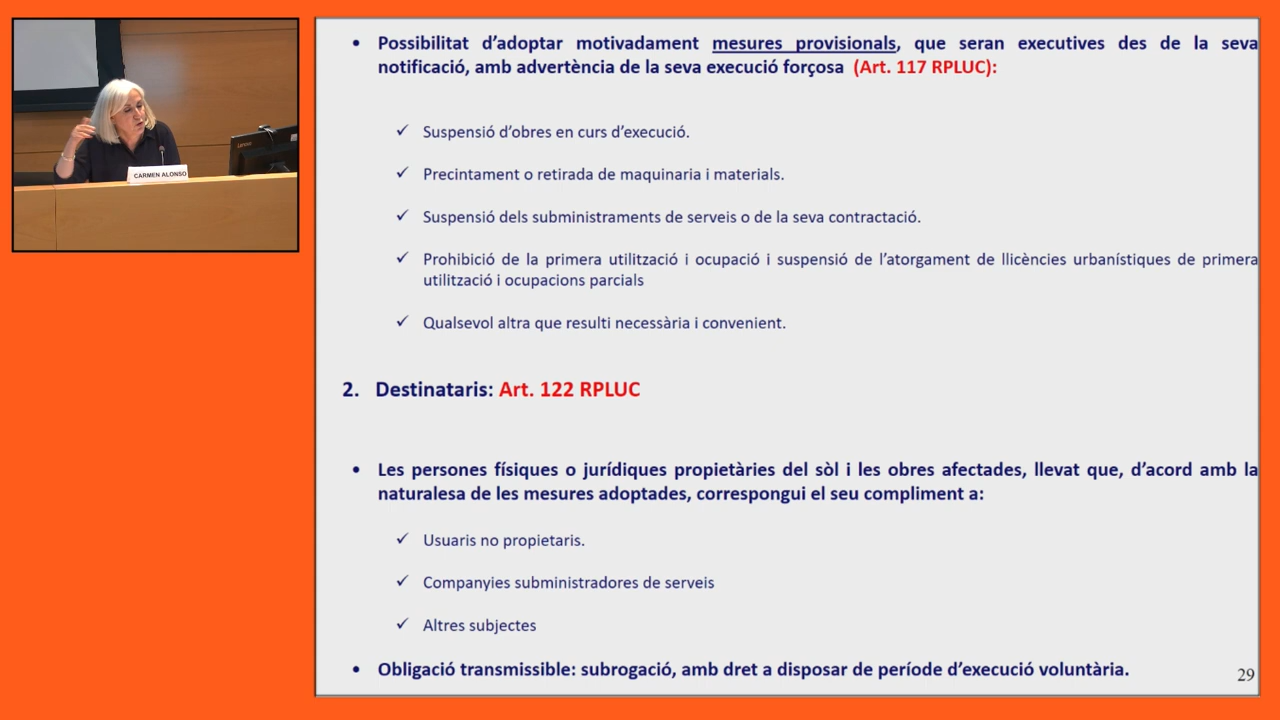 Lenovo
CARMEN ALONSO
• Possibilitat d'adoptar motivadament mesures provisionals, que seran executives des de la seva
notificació, amb advertència de la seva execució forçosa (Art. 117 RPLUC):
✓ Suspensió d'obres en curs d'execució.
✓ Precintament o retirada de maquinaria i materials.
✓ Suspensió dels subministraments de serveis o de la seva contractació.
✓ Prohibició de la primera utilització i ocupació i suspensió de l'atorgament de llicències urbanístiques de primera
utilització i ocupacions parcials
✓ Qualsevol altra que resulti necessària i convenient.
2. Destinataris: Art. 122 RPLUC
• Les persones físiques o jurídiques propietàries del sòl i les obres afectades, llevat que, d'acord amb la
naturalesa de les mesures adoptades, correspongui el seu compliment a:
✓ Usuaris no propietaris.
✓ Companyies subministradores de serveis
✓ Altres subjectes
• Obligació transmissible: subrogació, amb dret a disposar de període d'execució voluntària.
29